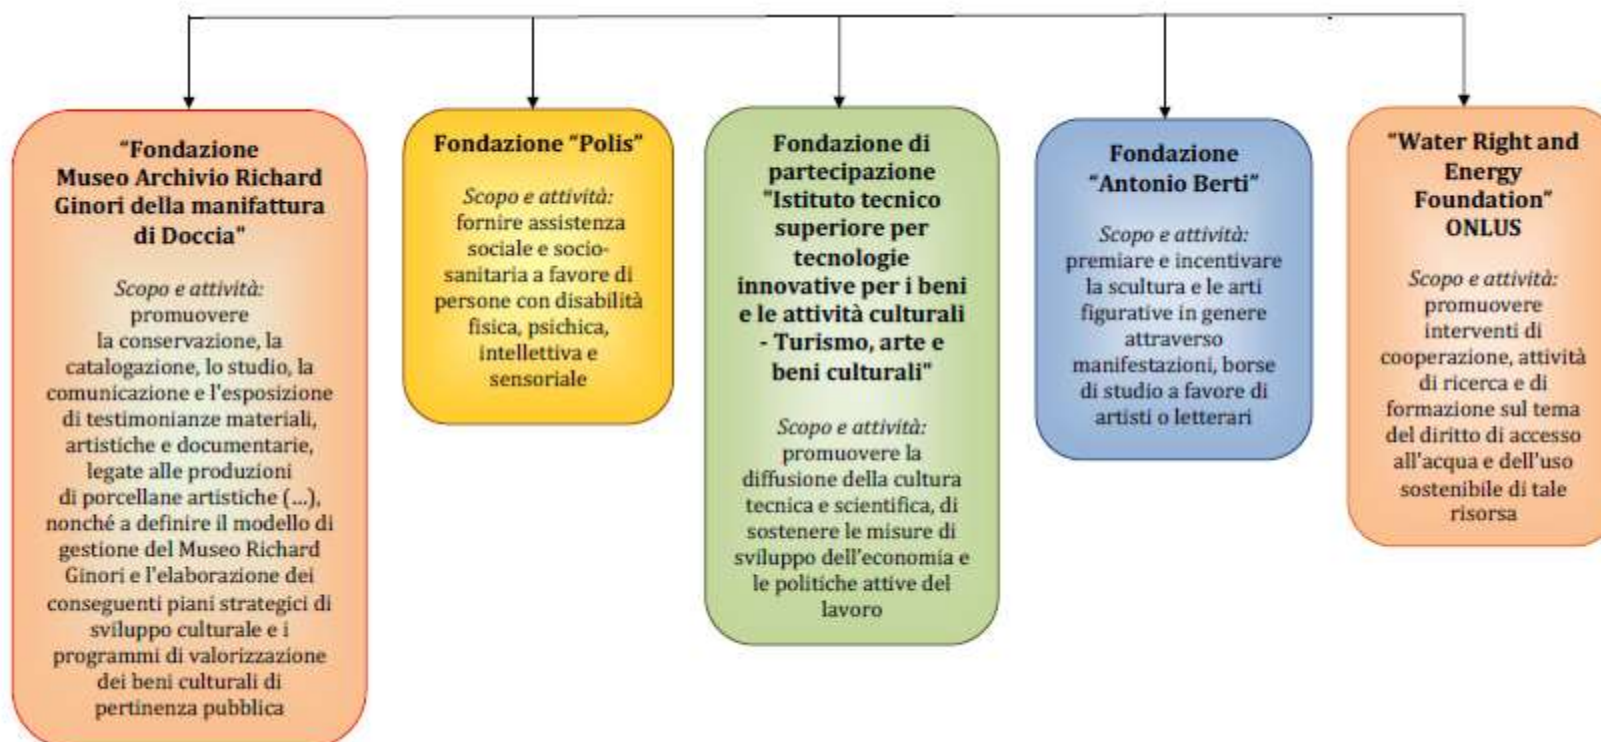 "Fondazione
Museo Archivio Richard
Ginori della manifattura
di Doccia"
Scopo e attività:
promuovere
la conservazione, la
catalogazione, lo studio, la
comunicazione e l'esposizione
di testimonianze materiali,
artistiche e documentarie,
legate alle produzioni
di porcellane artistiche (...),
nonché a definire il modello di
gestione del Museo Richard
Ginori e l'elaborazione dei
conseguenti piani strategici di
sviluppo culturale e i
programmi di valorizzazione
dei beni culturali di
pertinenza pubblica
Fondazione "Polis"
Scopo e attività:
fornire assistenza
sociale e socio-
sanitaria a favore di
persone con disabilità
fisica, psichica,
intellettiva e
sensoriale
Fondazione di
partecipazione
"Istituto tecnico
superiore per
tecnologie
innovative per i beni
e le attività culturali
- Turismo, arte e
beni culturali"
Scopo e attività:
promuovere la
diffusione della cultura
tecnica e scientifica, di
sostenere le misure di
sviluppo dell'economia e
le politiche attive del
lavoro
Fondazione
"Antonio Berti"
Scopo e attività:
premiare e incentivare
la scultura e le arti
figurative in genere
attraverso
manifestazioni, borse
di studio a favore di
artisti o letterari
"Water Right and
Energy
Foundation"
ONLUS
Scopo e attività:
promuovere
interventi di
cooperazione, attività
di ricerca e di
formazione sul tema
del diritto di accesso
all'acqua e dell'uso
sostenibile di tale
risorsa